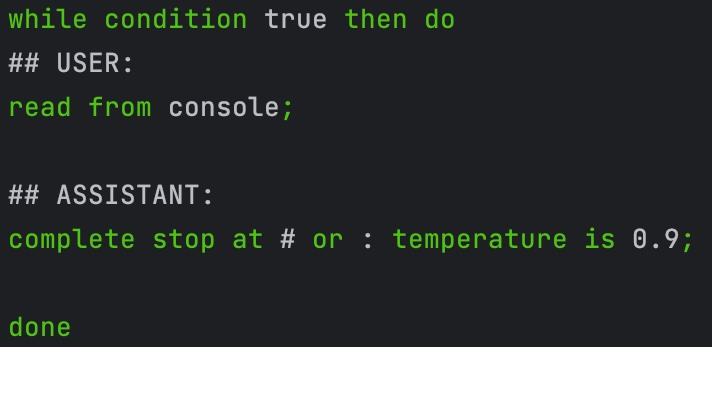 while condition true then do
## USER:
read from console;
## ASSISTANT:
complete stop at # or : temperature is 0.9;
done